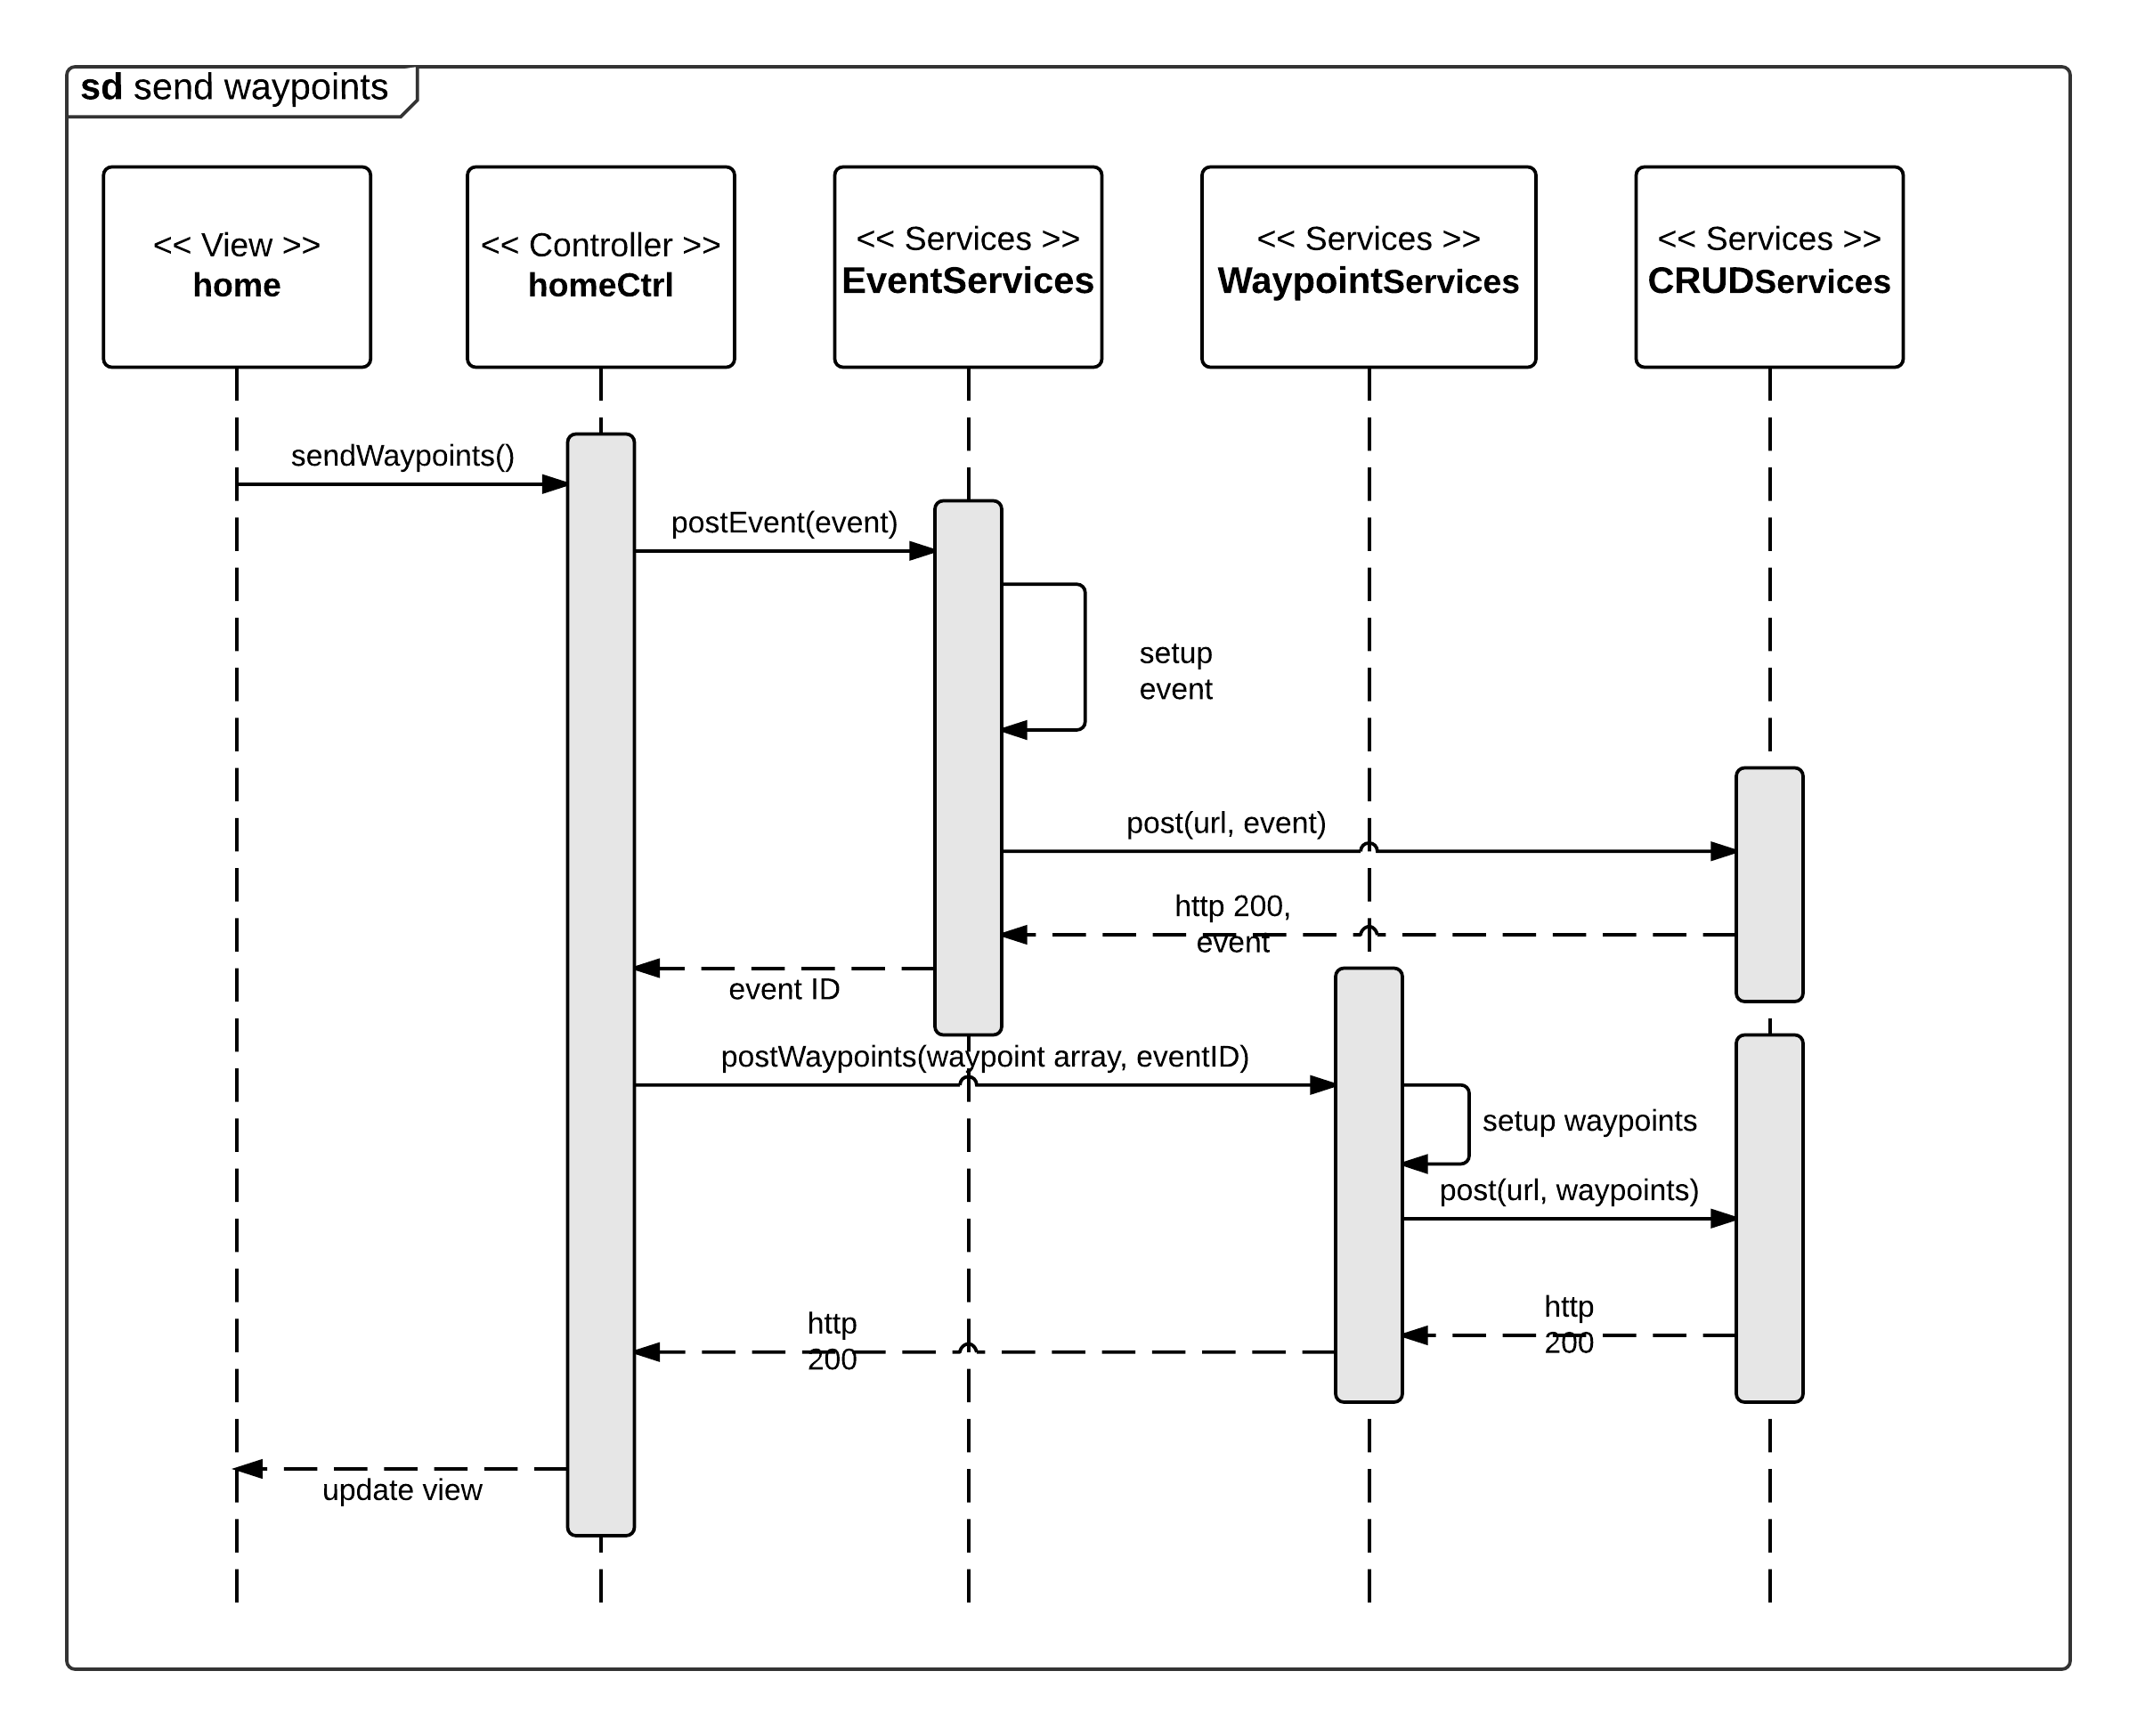 sd send waypoints
<< View >>
home
<< Controller >>
homeCtrl
<< Services >>
EventServices
<< Services >>
WaypointServices
<< Services >>
CRUDServices
sendWaypoints()
postEvent(event)
setup
event
post(url, event)
http 200,
event
event ID
postWaypoints(waypoint array, eventID)
setup waypoints
post(url, waypoints)
http
200
http
200
update view